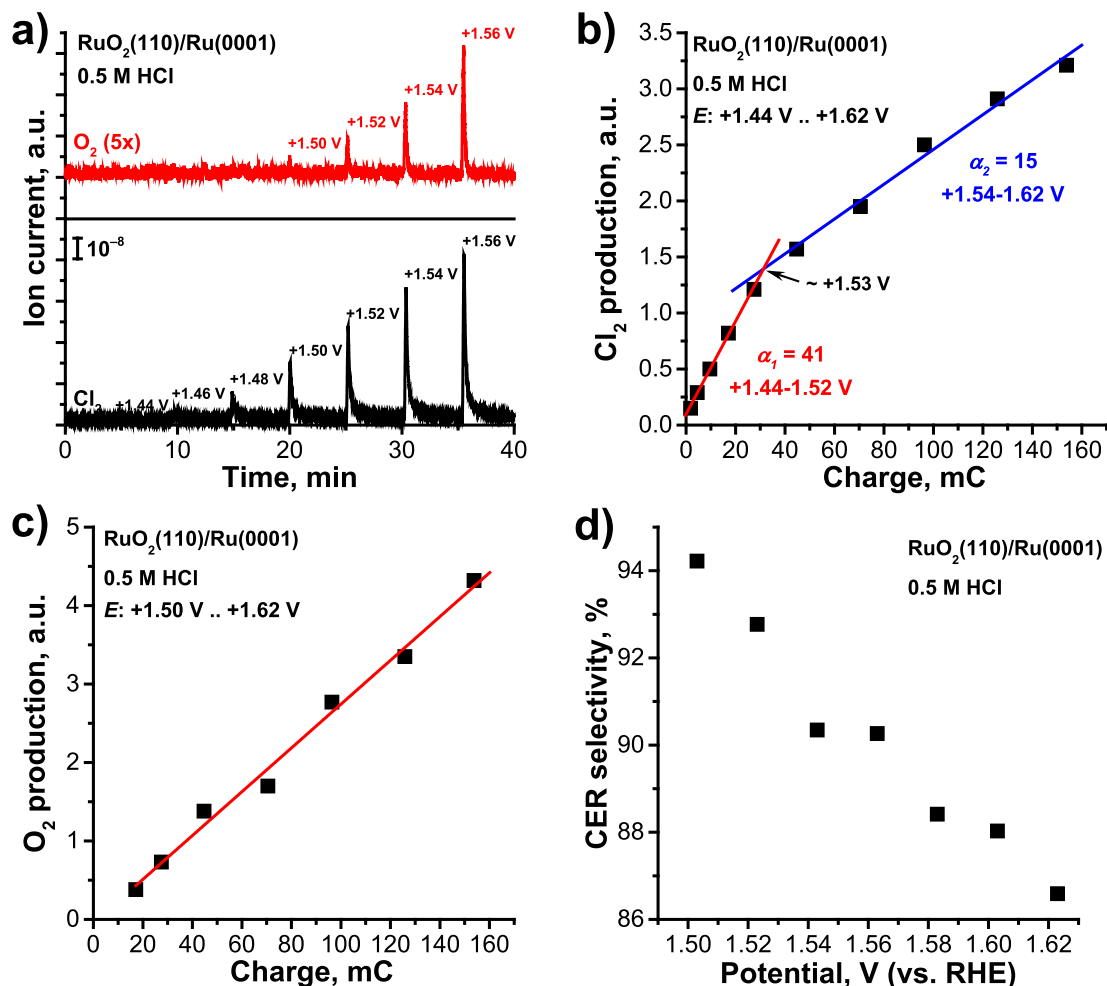 a)
RuO₂(110)/Ru(0001)
0.5 M HCl
O₂ (5x)
+1.50 V
+1.52 V
+1.54 V
+1.56 V
10⁻⁸
Cl₂
+1.44 V
+1.46 V
+1.48 V
+1.50 V
+1.52 V
+1.54 V
+1.56 V
Ion current, a.u.
0 10 20 30 40
Time, min
b)
RuO₂(110)/Ru(0001)
0.5 M HCl
E: +1.44 V .. +1.62 V
α₂ = 15
+1.54-1.62 V
~ +1.53 V
α₁ = 41
+1.44-1.52 V
Cl₂ production, a.u.
3.5
3.0
2.5
2.0
1.5
1.0
0.5
0.0
0 20 40 60 80 100 120 140 160
Charge, mC
c)
RuO₂(110)/Ru(0001)
0.5 M HCl
E: +1.50 V .. +1.62 V
O₂ production, a.u.
5
4
3
2
1
0
0 20 40 60 80 100 120 140 160
Charge, mC
d)
RuO₂(110)/Ru(0001)
0.5 M HCl
CER selectivity, %
94
92
90
88
86
1.50 1.52 1.54 1.56 1.58 1.60 1.62
Potential, V (vs. RHE)